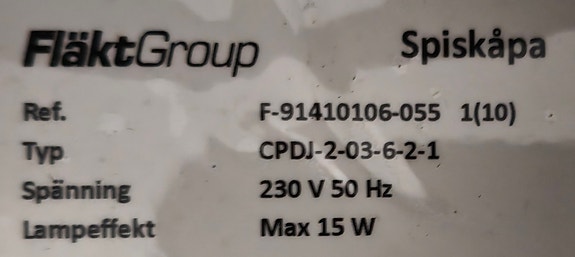 FläktGroup Spiskåpa
Ref. F-91410106-055 1(10)
Typ CPDJ-2-03-6-2-1
Spänning 230 V 50 Hz
Lampeffekt Max 15 W